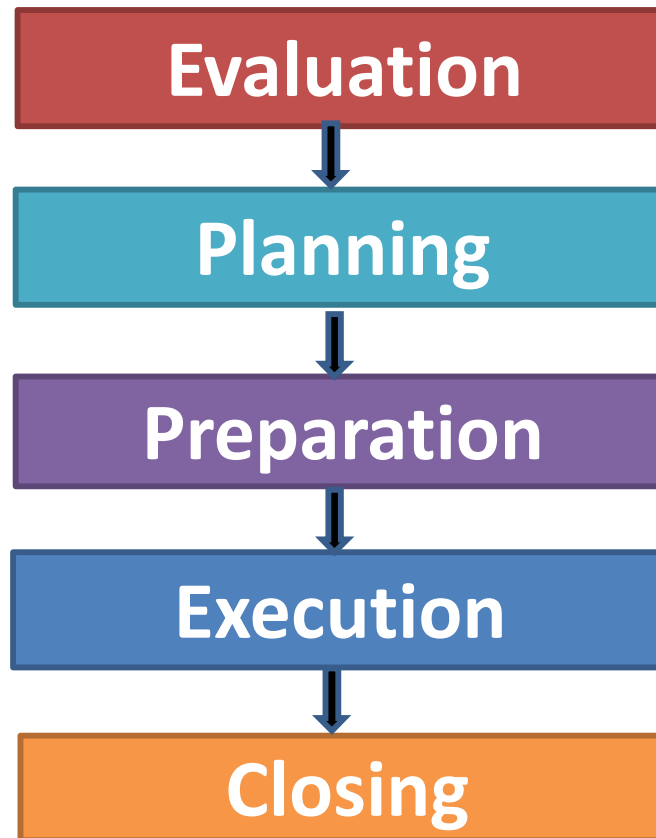 Evaluation
Planning
Preparation
Execution
Closing